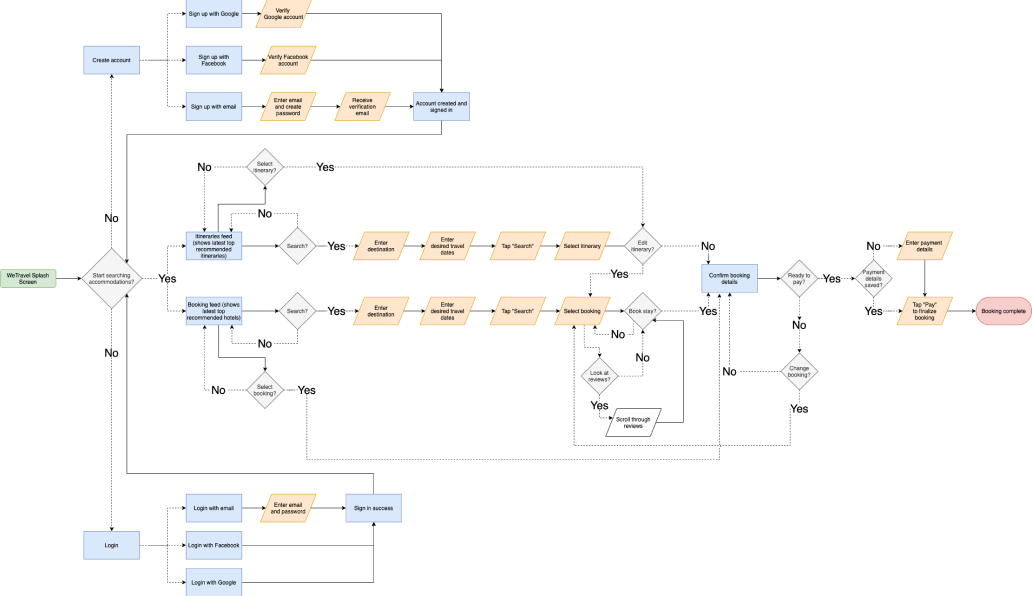 Sign up with Google
Verify
Google account
Create account
Sign up with
Facebook
Verify Facebook
account
Sign up with email
Enter email
and create
password
Receive
verification
email
Account created and
signed in
No
Select
itinerary?
Yes
No
No
Itineraries feed
(shows latest top
recommended
itineraries)
Search?
Yes
Enter
destination
Enter
desired travel
dates
Tap "Search"
Select itinerary
Edit
itinerary?
No
Enter payment
details
No
WeTravel Splash
Screen
Start searching
accommodations?
Yes
Yes
Confirm booking
details
Ready to
pay?
Yes
Payment
details
saved?
Booking feed (shows
latest top
recommended hotels)
Search?
Yes
Enter
destination
Enter
desired travel
dates
Tap "Search"
Select booking
Book stay?
Yes
Yes
Tap "Pay"
to finalize
booking
Booking complete
No
No
No
No
No
Look at
reviews?
No
Change
booking?
No
Select
booking?
Yes
Yes
Yes
Scroll through
reviews
Login with email
Enter email
and password
Sign in success
Login
Login with Facebook
Login with Google